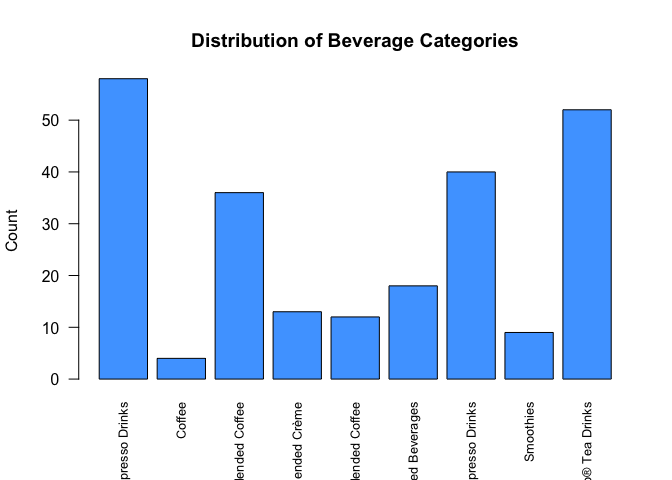 Distribution of Beverage Categories
Count
50
40
30
20
10
0
presso Drinks
Coffee
lended Coffee
ended Crème
lended Coffee
ed Beverages
presso Drinks
Smoothies
o® Tea Drinks